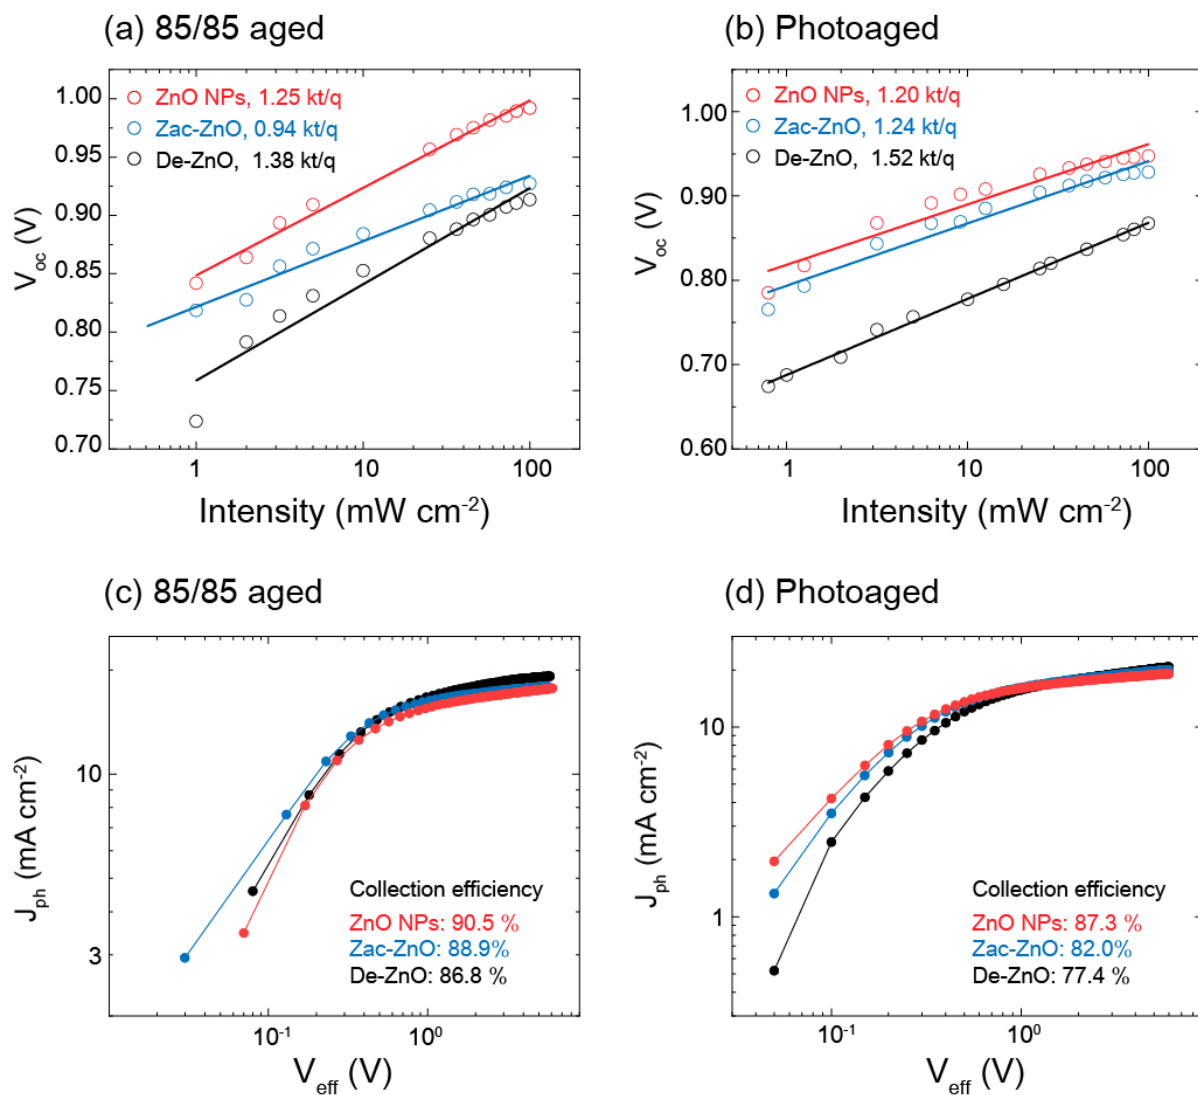 (a) 85/85 aged
1.00
0.95
0.90
0.85
0.80
0.75
0.70
V_oc (V)
ZnO NPs, 1.25 kt/q
Zac-ZnO, 0.94 kt/q
De-ZnO, 1.38 kt/q
1
10
100
Intensity (mW cm⁻²)
(b) Photoaged
1.00
0.90
0.80
0.70
0.60
V_oc (V)
ZnO NPs, 1.20 kt/q
Zac-ZnO, 1.24 kt/q
De-ZnO, 1.52 kt/q
1
10
100
Intensity (mW cm⁻²)
(c) 85/85 aged
10
3
J_ph (mA cm⁻²)
Collection efficiency
ZnO NPs: 90.5 %
Zac-ZnO: 88.9%
De-ZnO: 86.8 %
10⁻¹
10⁰
V_eff (V)
(d) Photoaged
10
1
J_ph (mA cm⁻²)
Collection efficiency
ZnO NPs: 87.3 %
Zac-ZnO: 82.0%
De-ZnO: 77.4 %
10⁻¹
10⁰
V_eff (V)